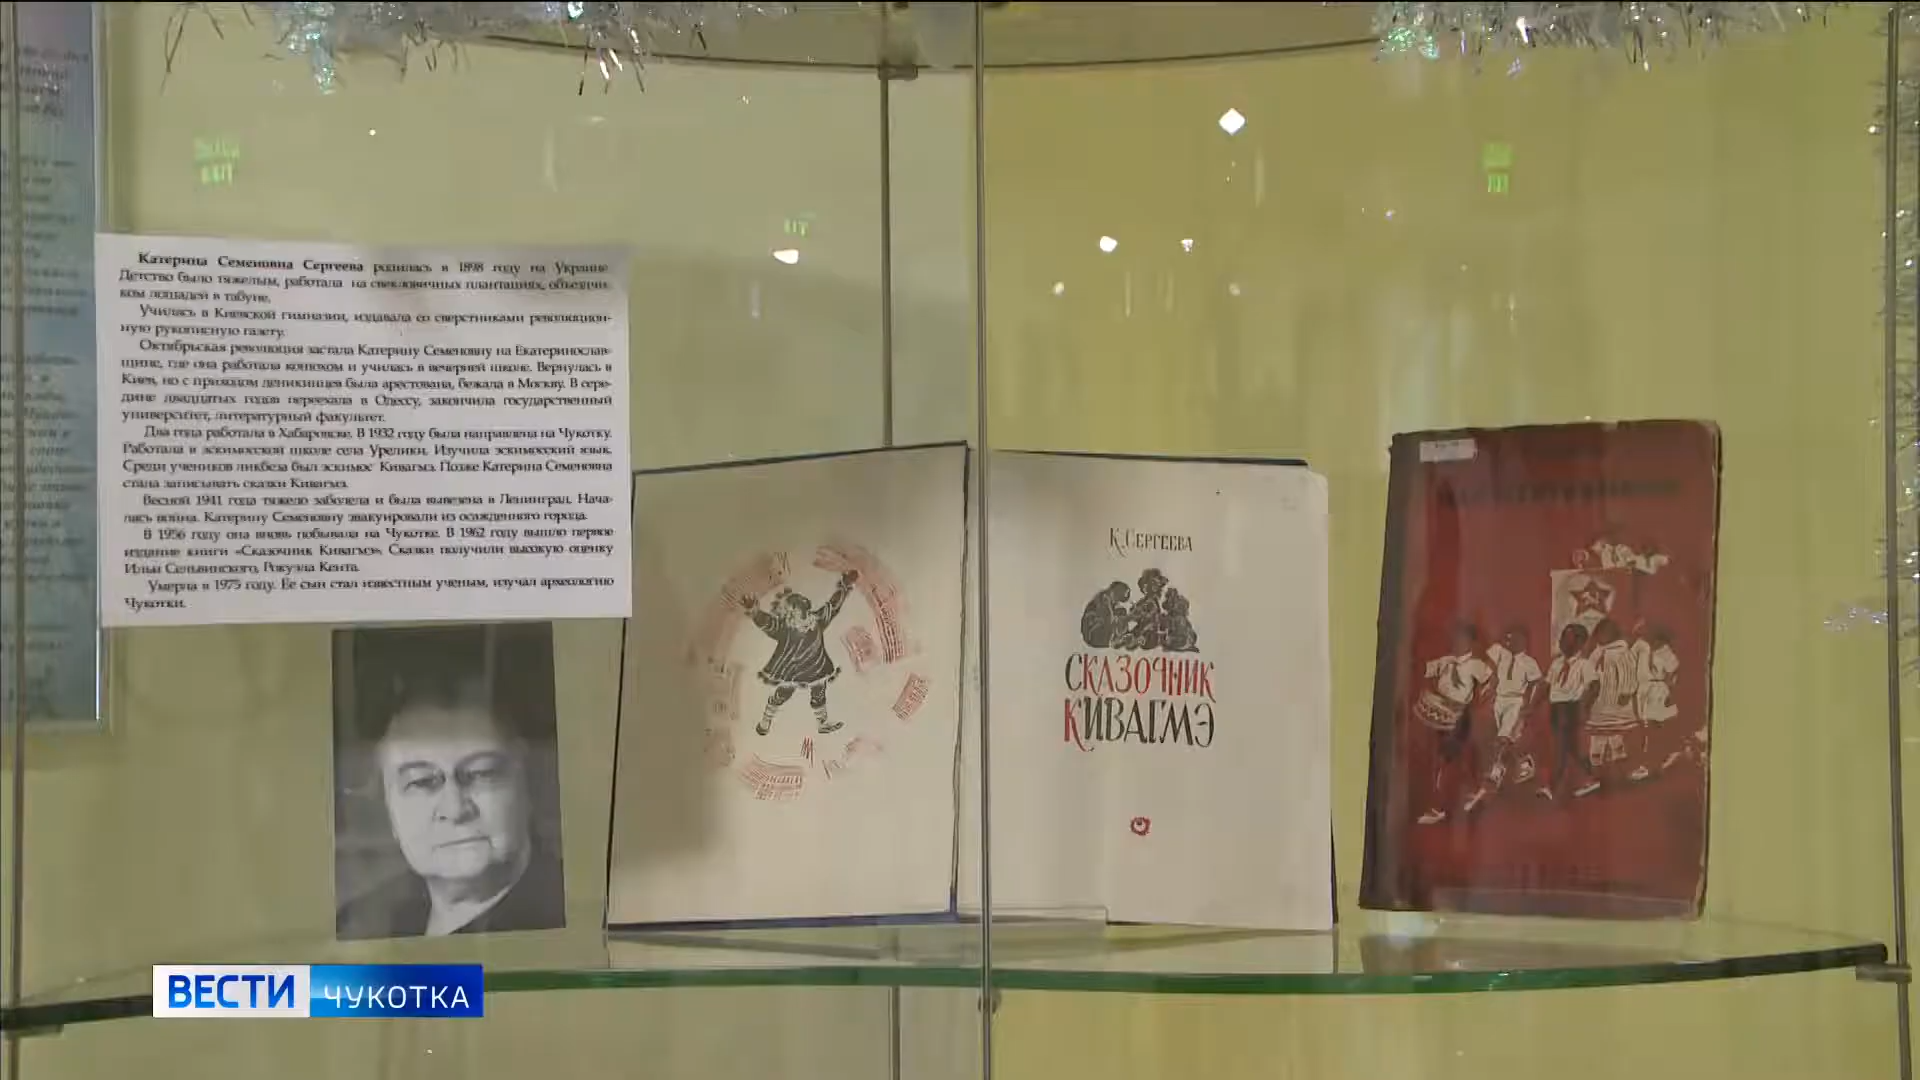 Катерина Семеновна Сергеева родилась в 1898 году на Украине.
Детство было тяжелым, работала на свекловичных плантациях, объездчи-
ком лошадей в табуне.
Училась в Киевской гимназии, издавала со сверстниками революцион-
ную рукописную газету.
Октябрьская революция застала Катерину Семеновну на Екатеринослав-
щине, где она работала конюхом и училась в вечерней школе. Вернулась в
Киев, но с приходом деникинцев была арестована, бежала в Москву. В сере-
дине двадцатых годов переехала в Одессу, закончила государственный
университет, литературный факультет.
Два года работала в Хабаровске. В 1932 году была направлена на Чукотку.
Работала в эскимосской школе села Урелики. Изучила эскимосский язык.
Среди учеников ликбеза был эскимос Кивагмэ. Позже Катерина Семеновна
стала записывать сказки Кивагмэ.
Весной 1941 года тяжело заболела и была вывезена в Ленинград. Нача-
лась война. Катерину Семеновну эвакуировали из осажденного города.
В 1956 году она вновь побывала на Чукотке. В 1962 году вышло первое
издание книги «Сказочник Кивагмэ». Сказки получили высокую оценку
Ильи Сельвинского, Рокуэла Кента.
Умерла в 1975 году. Ее сын стал известным ученым, изучал археологию
Чукотки.
К. СЕРГЕЕВА
СКАЗОЧНИК
КИВАГМЭ
ВЕСТИ ЧУКОТКА